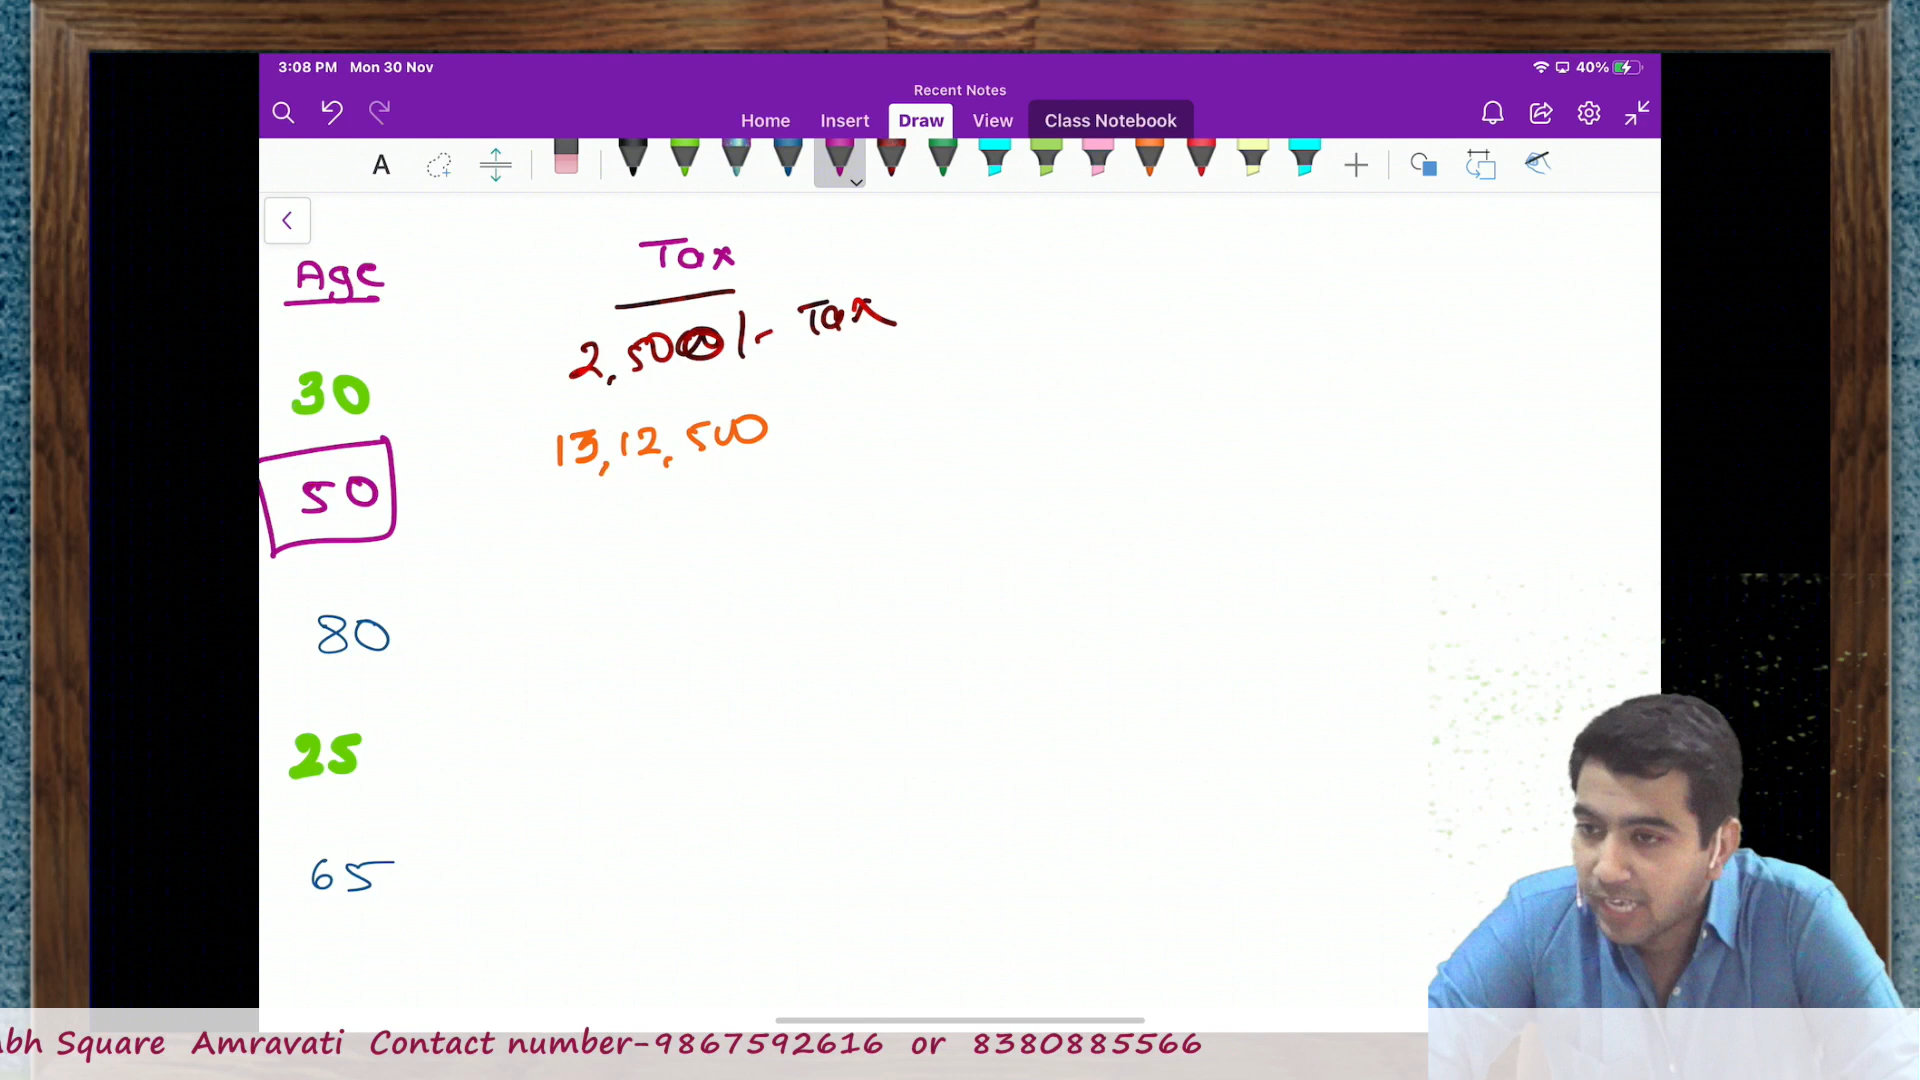 3:08 PM Mon 30 Nov
40%
Recent Notes
Home Insert Draw View Class Notebook
A
Age
Tax
2,500/- Tax
30
13,12,500
50
80
25
65
bh Square Amravati Contact number-9867592616 or 8380885566